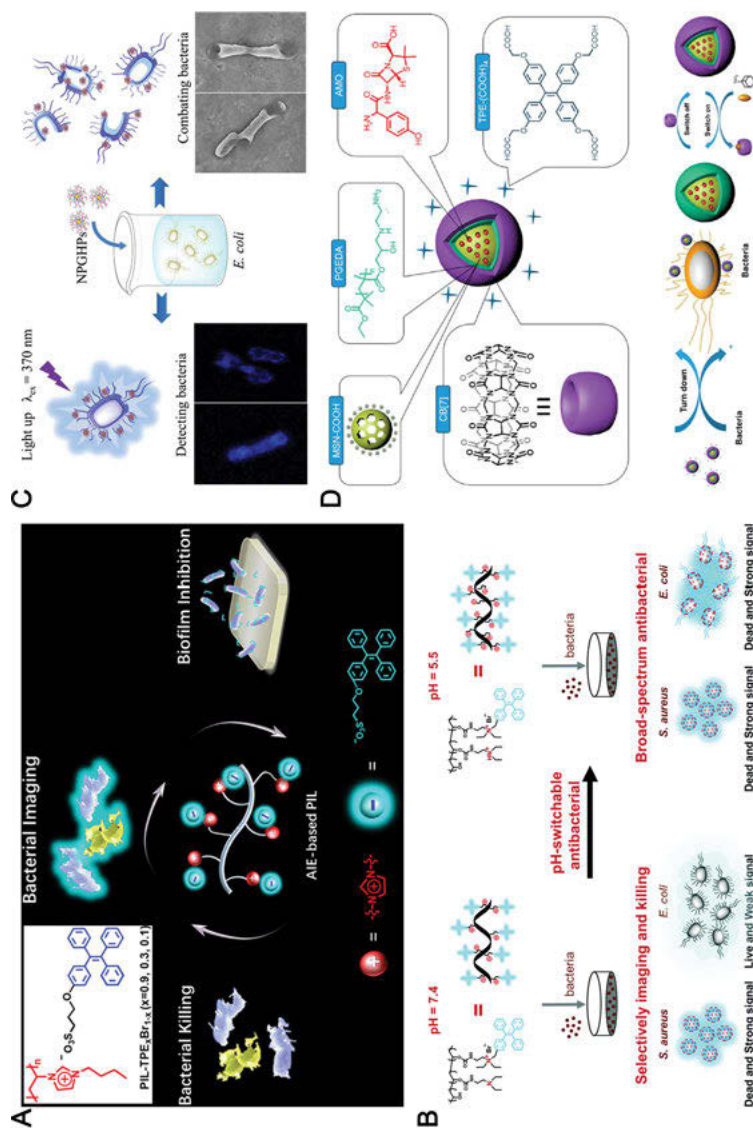 A
PIL-TPExBr1-x (x=0.9, 0.3, 0.1)
n
O3S
O
Bacterial Imaging
Bacterial Killing
Biofilm Inhibition
AIE-based PIL
+
=
−
=
B
pH = 7.4
=
bacteria
Selectively imaging and killing
S. aureus
E. coli
Dead and Strong signal
Live and Weak signal
pH-switchable
antibacterial
pH = 5.5
=
bacteria
Broad-spectrum antibacterial
S. aureus
E. coli
Dead and Strong signal
Dead and Strong signal
C
Light up λex = 370 nm
NPGHPs
E. coli
Detecting bacteria
Combating bacteria
D
MSN-COOH
PGEDA
AMO
CB[7]
TPE-(COOH)4
Turn down
Bacteria
Bacteria
Switch off
Switch on